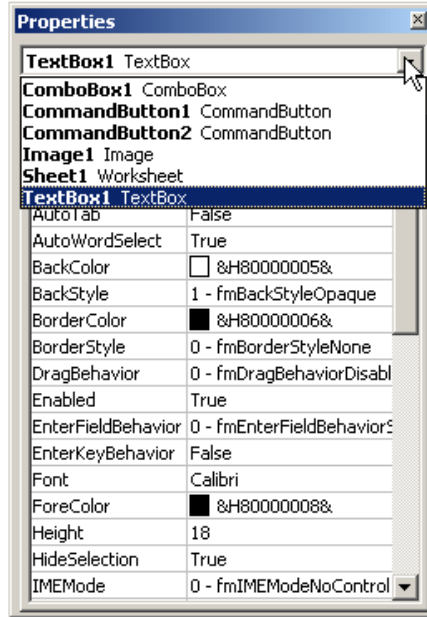 Properties
TextBox1 TextBox
ComboBox1 ComboBox
CommandButton1 CommandButton
CommandButton2 CommandButton
Image1 Image
Sheet1 Worksheet
TextBox1 TextBox
AutoTab False
AutoWordSelect True
BackColor &H80000005&
BackStyle 1 - fmBackStyleOpaque
BorderColor &H80000006&
BorderStyle 0 - fmBorderStyleNone
DragBehavior 0 - fmDragBehaviorDisabl
Enabled True
EnterFieldBehavior 0 - fmEnterFieldBehaviorS
EnterKeyBehavior False
Font Calibri
ForeColor &H80000008&
Height 18
HideSelection True
IMEMode 0 - fmIMEModeNoControl